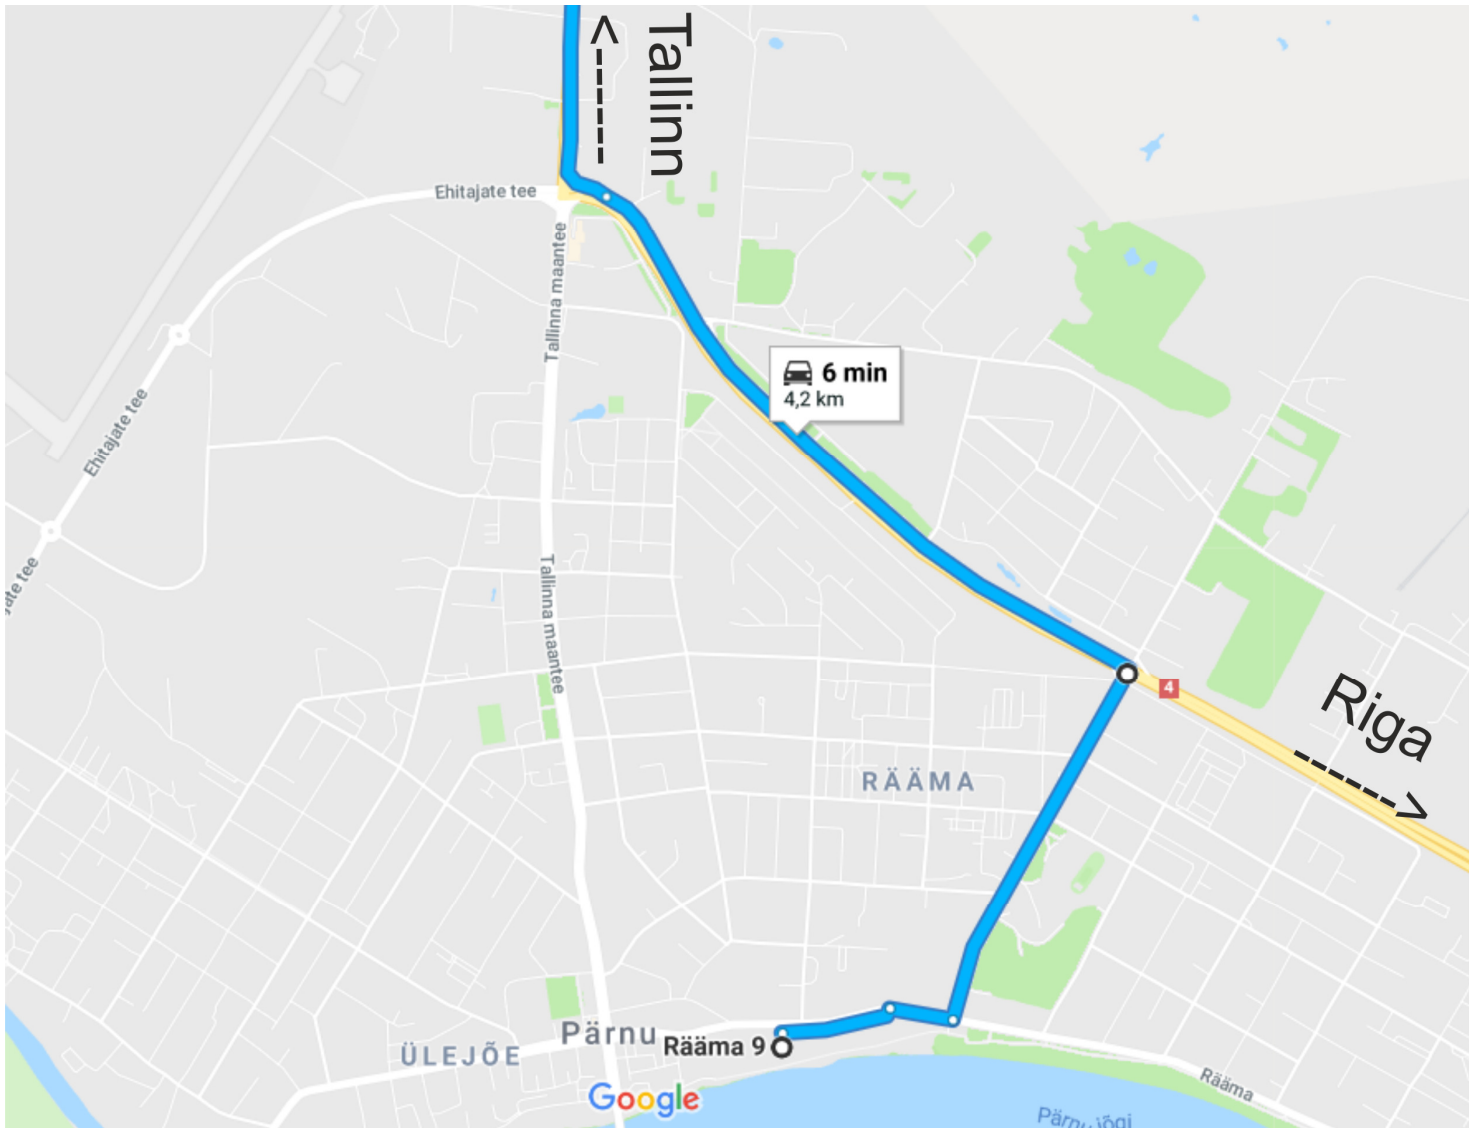 <------
Tallinn
Ehitajate tee
Tallinna maantee
6 min
4,2 km
Ehitajate tee
Tallinna maantee
4
Riga
------>
RÄÄMA
Pärnu
Rääma 9
ÜLEJÕE
Google
Rääma
Pärnu jõgi